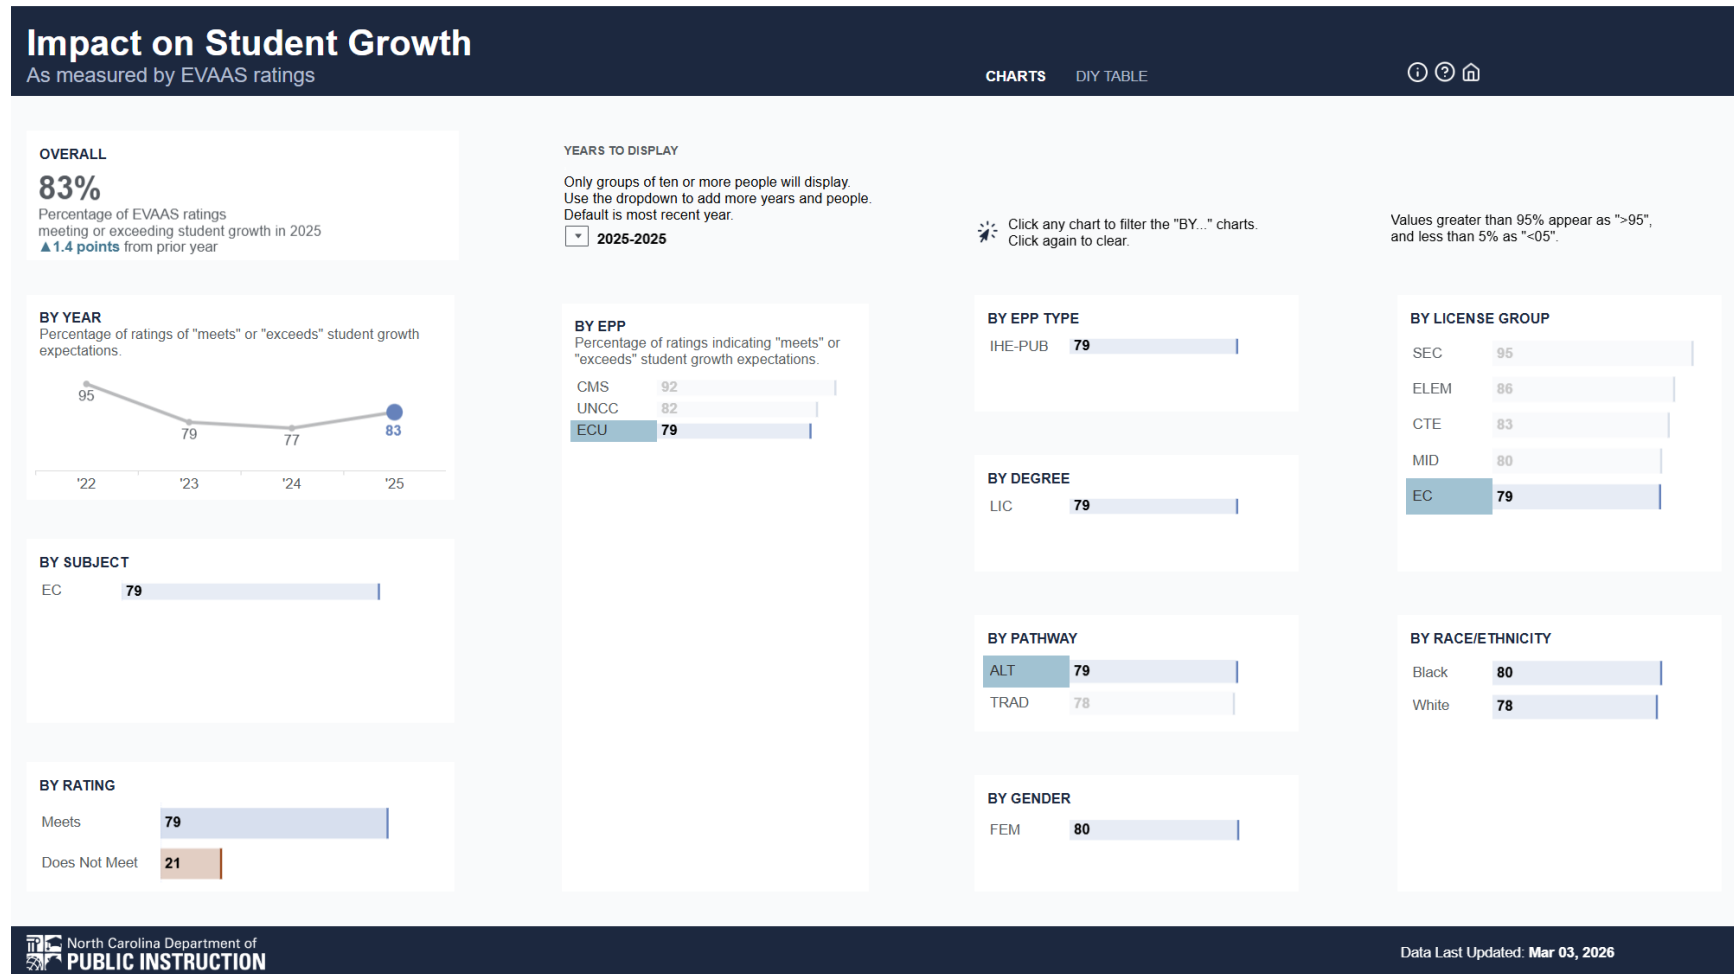 Impact on Student Growth
As measured by EVAAS ratings
CHARTS
DIY TABLE
OVERALL
83%
Percentage of EVAAS ratings
meeting or exceeding student growth in 2025
▲1.4 points from prior year
YEARS TO DISPLAY
Only groups of ten or more people will display.
Use the dropdown to add more years and people.
Default is most recent year.
2025-2025
Click any chart to filter the "BY..." charts.
Click again to clear.
Values greater than 95% appear as ">95",
and less than 5% as "<05".
BY YEAR
Percentage of ratings of "meets" or "exceeds" student growth
expectations.
95
79
77
83
'22
'23
'24
'25
BY SUBJECT
EC 79
BY RATING
Meets 79
Does Not Meet 21
BY EPP
Percentage of ratings indicating "meets" or
"exceeds" student growth expectations.
CMS 92
UNCC 82
ECU 79
BY EPP TYPE
IHE-PUB 79
BY DEGREE
LIC 79
BY PATHWAY
ALT 79
TRAD 78
BY GENDER
FEM 80
BY LICENSE GROUP
SEC 95
ELEM 86
CTE 83
MID 80
EC 79
BY RACE/ETHNICITY
Black 80
White 78
North Carolina Department of
PUBLIC INSTRUCTION
Data Last Updated: Mar 03, 2026